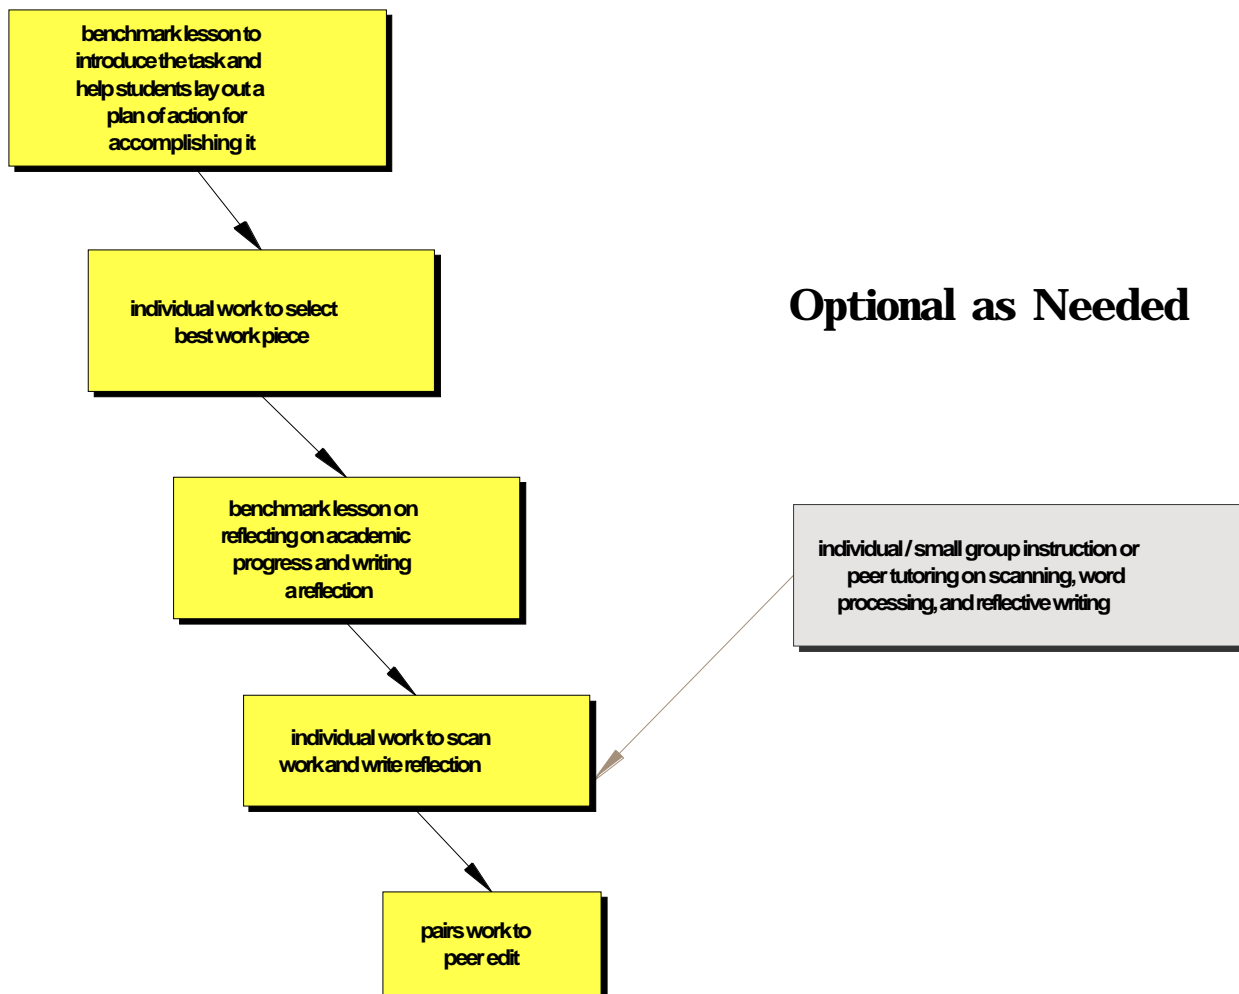 benchmark lesson to
introduce the task and
help students lay out a
plan of action for
accomplishing it
individual work to select
best work piece
Optional as Needed
benchmark lesson on
reflecting on academic
progress and writing
a reflection
individual / small group instruction or
peer tutoring on scanning, word
processing, and reflective writing
individual work to scan
work and write reflection
pairs work to
peer edit